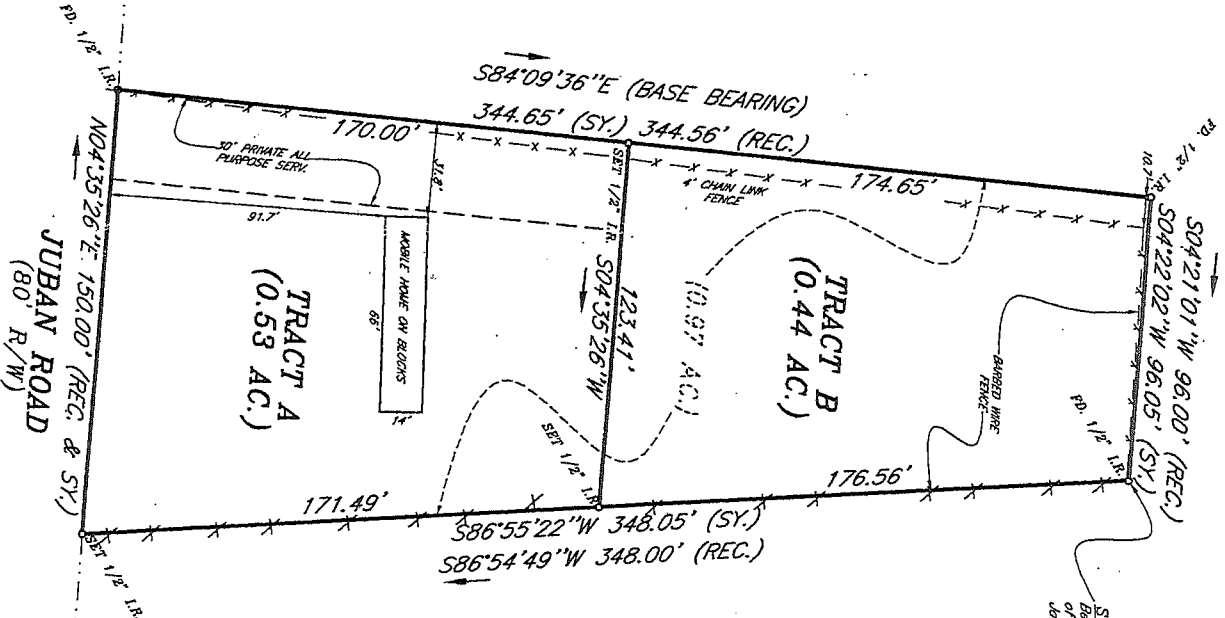 FD. 1/2" I.R.
S84°09'36"E (BASE BEARING)
344.65' (SY.) 344.56' (REC.)
170.00'
174.65'
30' PRIVATE ALL
PURPOSE SERV.
31.8'
91.7'
MOBILE HOME ON BLOCKS
66'
14'
4' CHAIN LINK
FENCE
SET 1/2" I.R.
S04°35'26"W
123.41'
SET 1/2" I.R.
TRACT A
(0.53 AC.)
TRACT B
(0.44 AC.)
(0.97 AC.)
BARBED WIRE
FENCE
FD. 1/2" I.R.
10.7'
S04°21'01"W 96.00' (REC.)
S04°22'02"W 96.05' (SY.)
FD. 1/2" I.R.
N04°35'26"E 150.00' (REC. & SY.)
JUBAN ROAD
(80' R/W)
171.49'
176.56'
S86°55'22"W 348.05' (SY.)
S86°54'49"W 348.00' (REC.)
SET 1/2" I.R.